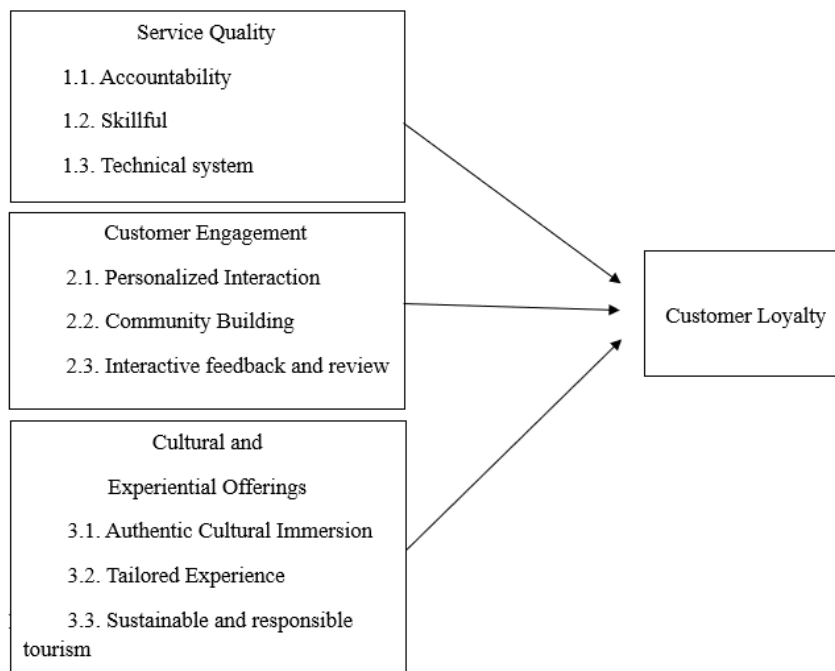 Service Quality
1.1. Accountability
1.2. Skillful
1.3. Technical system
Customer Engagement
2.1. Personalized Interaction
2.2. Community Building
2.3. Interactive feedback and review
Cultural and
Experiential Offerings
3.1. Authentic Cultural Immersion
3.2. Tailored Experience
3.3. Sustainable and responsible
tourism
Customer Loyalty